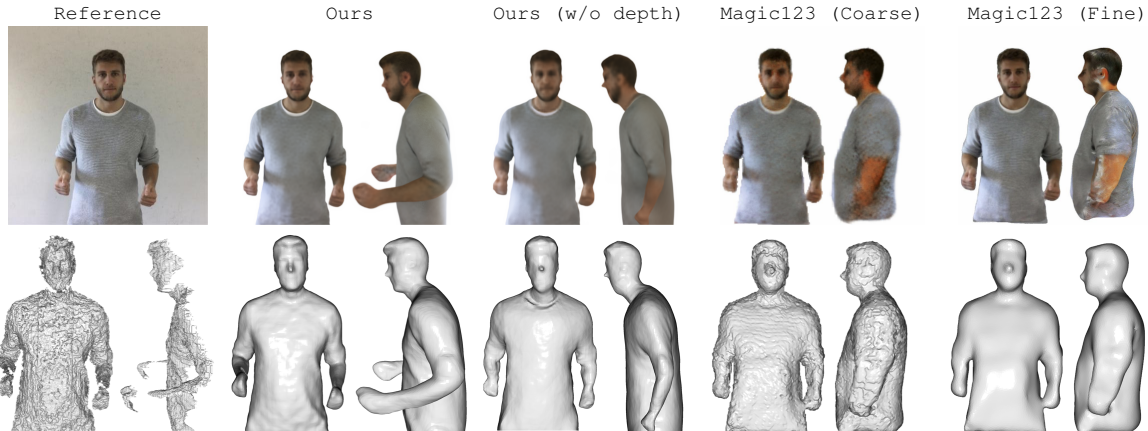 Reference
Ours
Ours (w/o depth)
Magic123 (Coarse)
Magic123 (Fine)